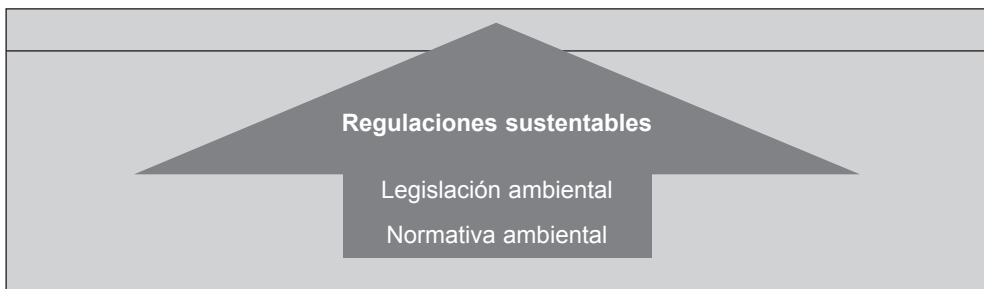 Regulaciones sustentables
Legislación ambiental
Normativa ambiental